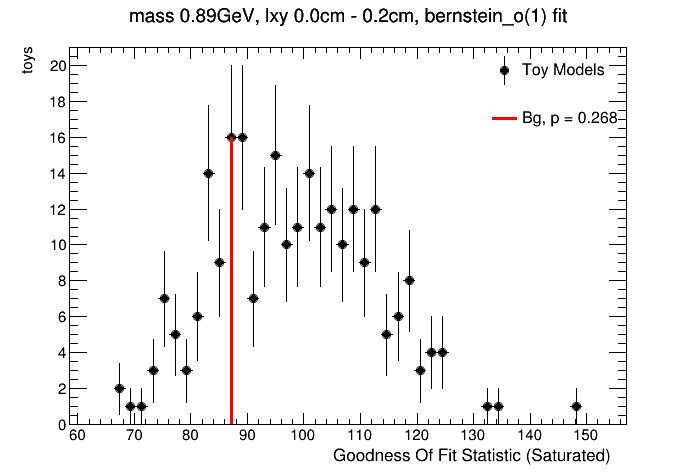 mass 0.89GeV, lxy 0.0cm - 0.2cm, bernstein_o(1) fit
toys
20
18
16
14
12
10
8
6
4
2
0
Toy Models
Bg, p = 0.268
60 70 80 90 100 110 120 130 140 150
Goodness Of Fit Statistic (Saturated)